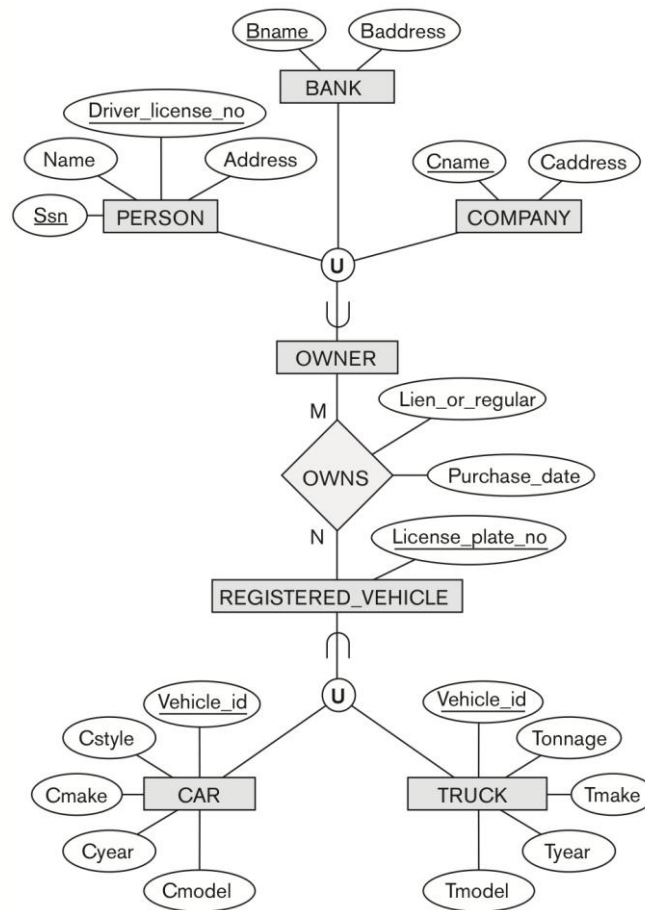 Bname
Baddress
BANK
Driver_license_no
Name
Address
Cname
Caddress
Ssn
PERSON
COMPANY
U
OWNER
M
Lien_or_regular
OWNS
Purchase_date
N
License_plate_no
REGISTERED_VEHICLE
U
Vehicle_id
Vehicle_id
Cstyle
Tonnage
Cmake
CAR
TRUCK
Tmake
Cyear
Tyear
Cmodel
Tmodel